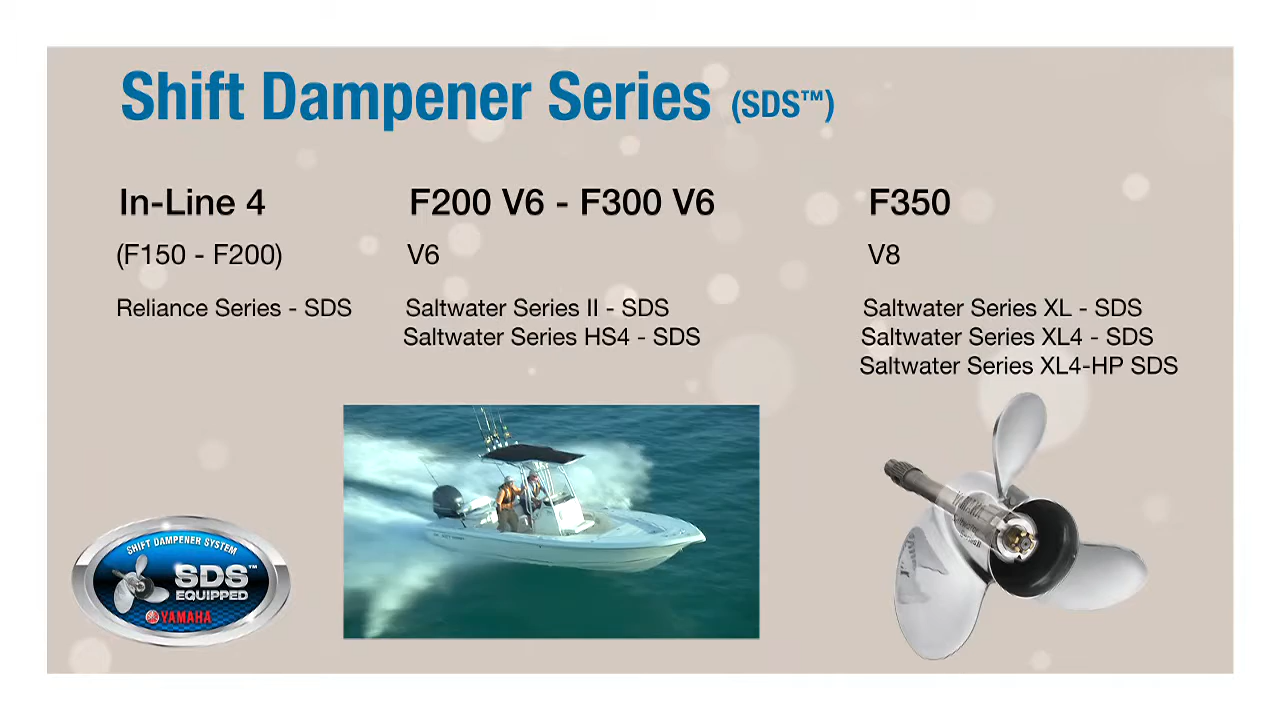 Shift Dampener Series (SDS™)
In-Line 4
(F150 - F200)
Reliance Series - SDS
F200 V6 - F300 V6
V6
Saltwater Series II - SDS
Saltwater Series HS4 - SDS
F350
V8
Saltwater Series XL - SDS
Saltwater Series XL4 - SDS
Saltwater Series XL4-HP SDS
SHIFT DAMPENER SYSTEM
SDS™
EQUIPPED
YAMAHA